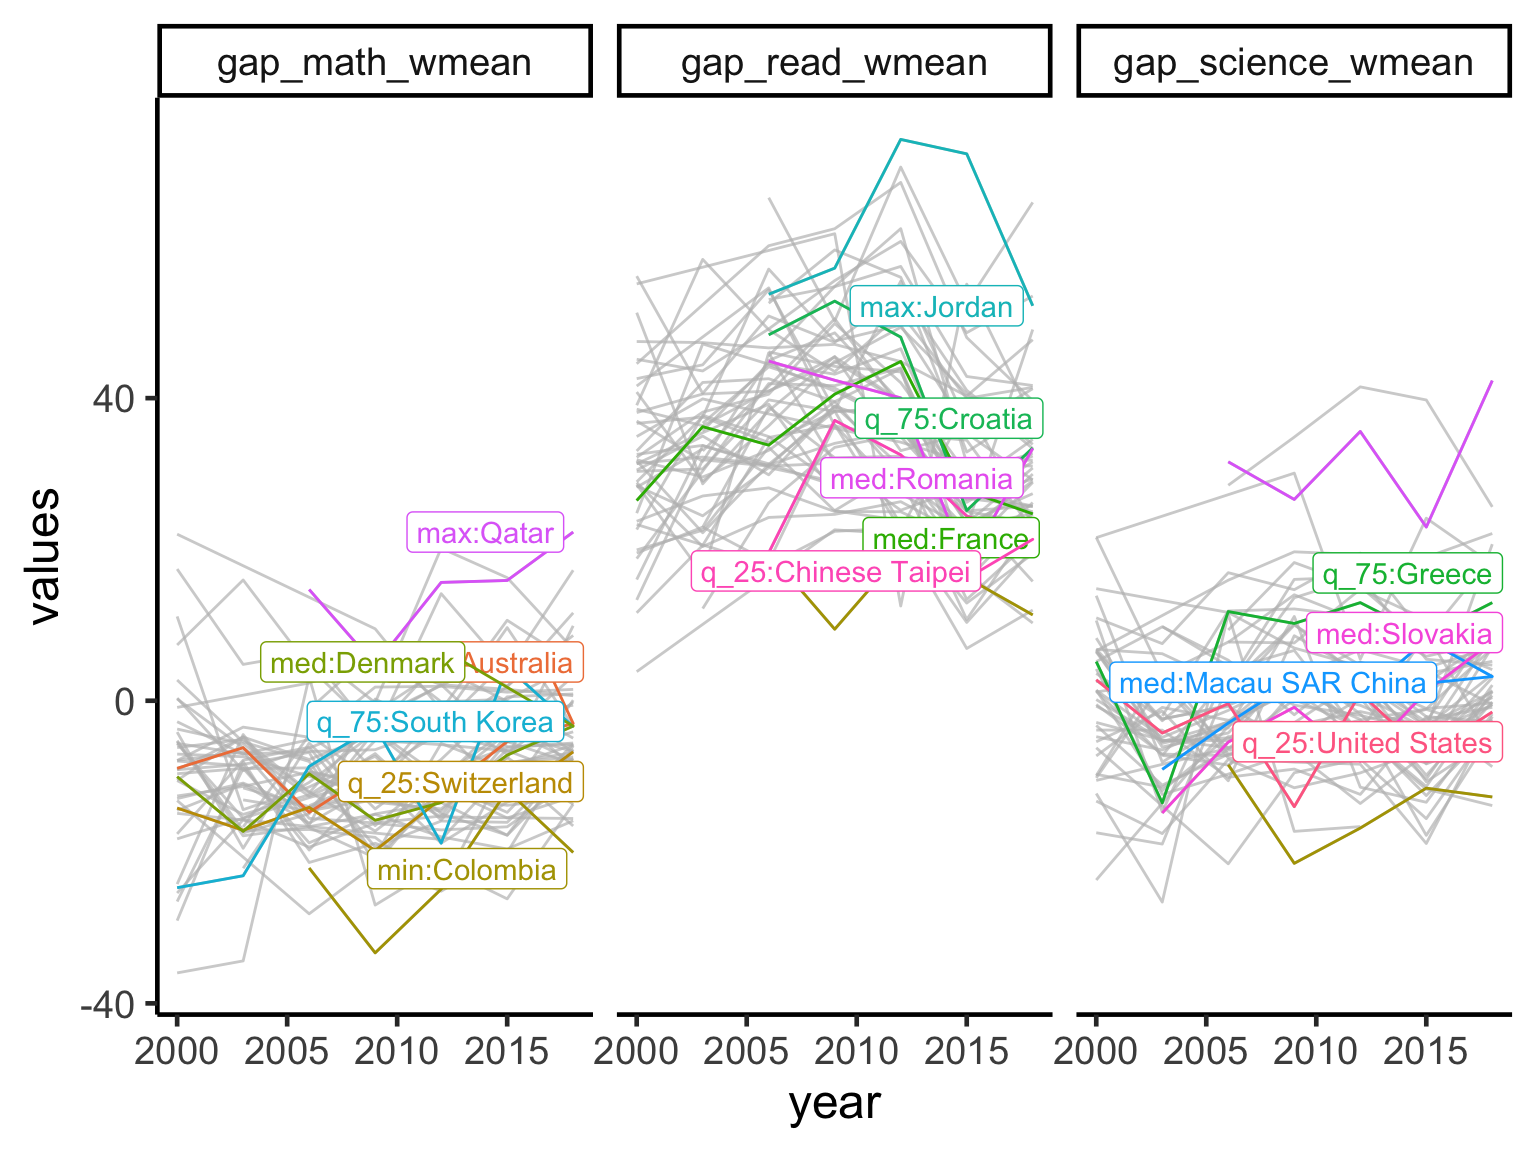 gap_math_wmean
gap_read_wmean
gap_science_wmean
values
40
0
-40
max:Qatar
med:Denmark
Australia
q_75:South Korea
q_25:Switzerland
min:Colombia
max:Jordan
q_75:Croatia
med:Romania
med:France
q_25:Chinese Taipei
q_75:Greece
med:Slovakia
med:Macau SAR China
q_25:United States
2000 2005 2010 2015
2000 2005 2010 2015
2000 2005 2010 2015
year